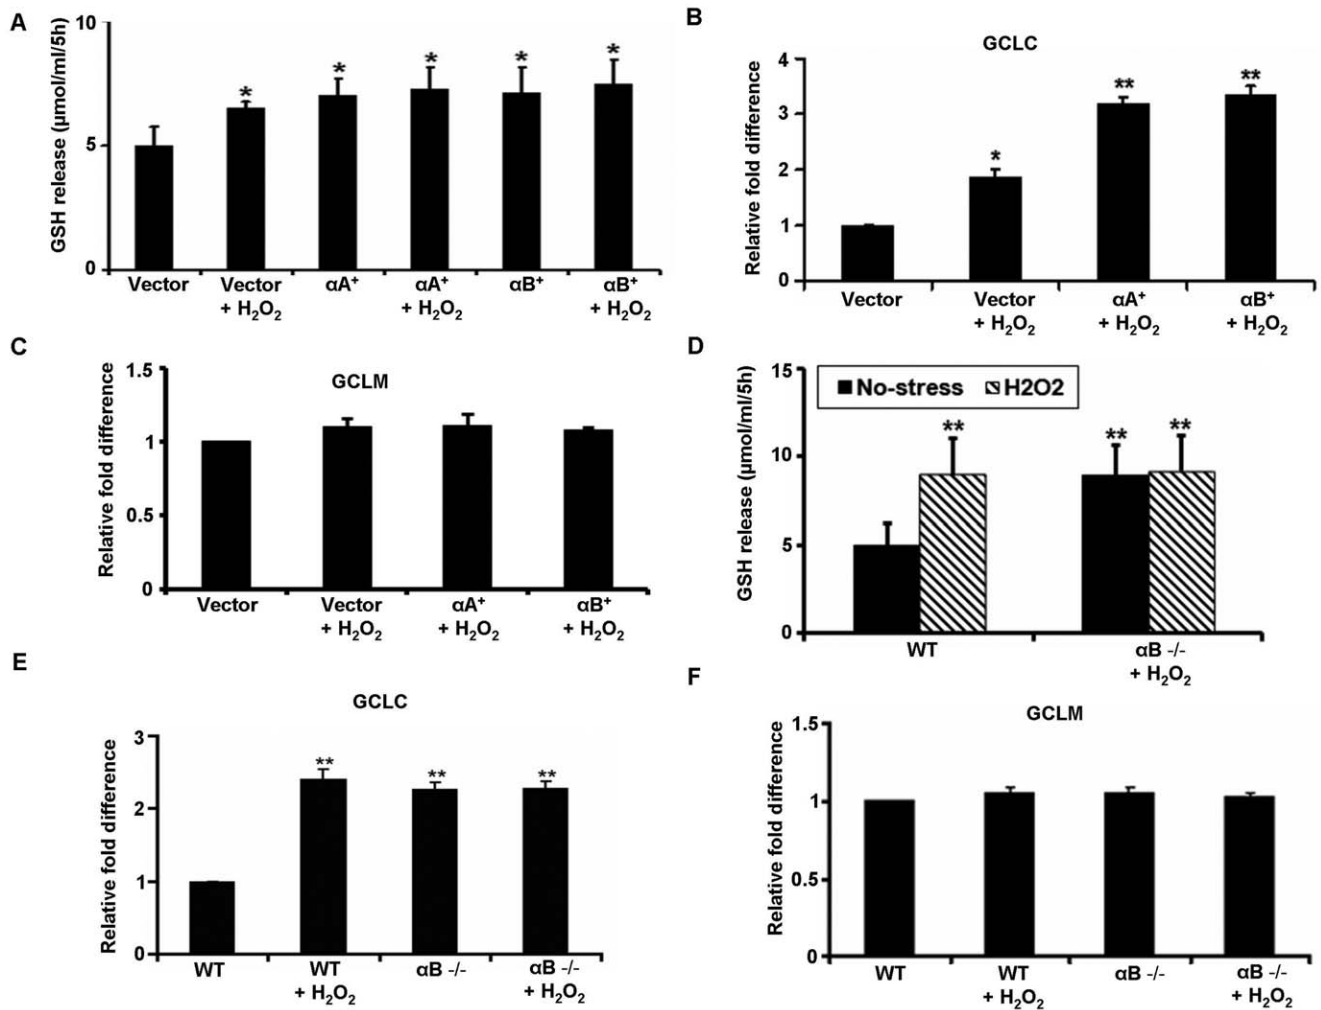 A
GSH release (µmol/ml/5h)
10
5
0
* * * * *
Vector Vector αA⁺ αA⁺ αB⁺ αB⁺
+ H₂O₂ + H₂O₂ + H₂O₂
B
GCLC
Relative fold difference
4
3
2
1
0
* ** **
Vector Vector αA⁺ αB⁺
+ H₂O₂ + H₂O₂ + H₂O₂
C
GCLM
Relative fold difference
1.5
1
0.5
0
Vector Vector αA⁺ αB⁺
+ H₂O₂ + H₂O₂ + H₂O₂
D
GSH release (µmol/ml/5h)
15
10
5
0
No-stress H2O2
** ** **
WT αB -/-
+ H₂O₂
E
GCLC
Relative fold difference
3
2
1
0
** ** **
WT WT αB -/- αB -/-
+ H₂O₂ + H₂O₂
F
GCLM
Relative fold difference
1.5
1
0.5
0
WT WT αB -/- αB -/-
+ H₂O₂ + H₂O₂